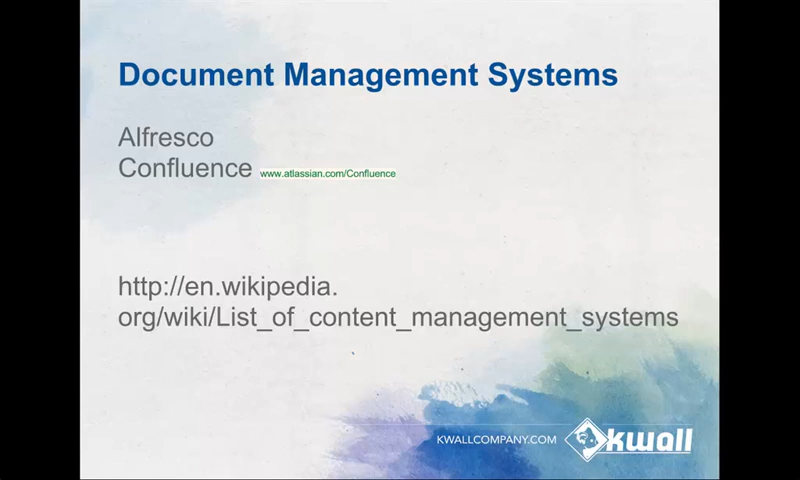 Document Management Systems
Alfresco
Confluence www.atlassian.com/Confluence
http://en.wikipedia.
org/wiki/List_of_content_management_systems
KWALLCOMPANY.COM kwall